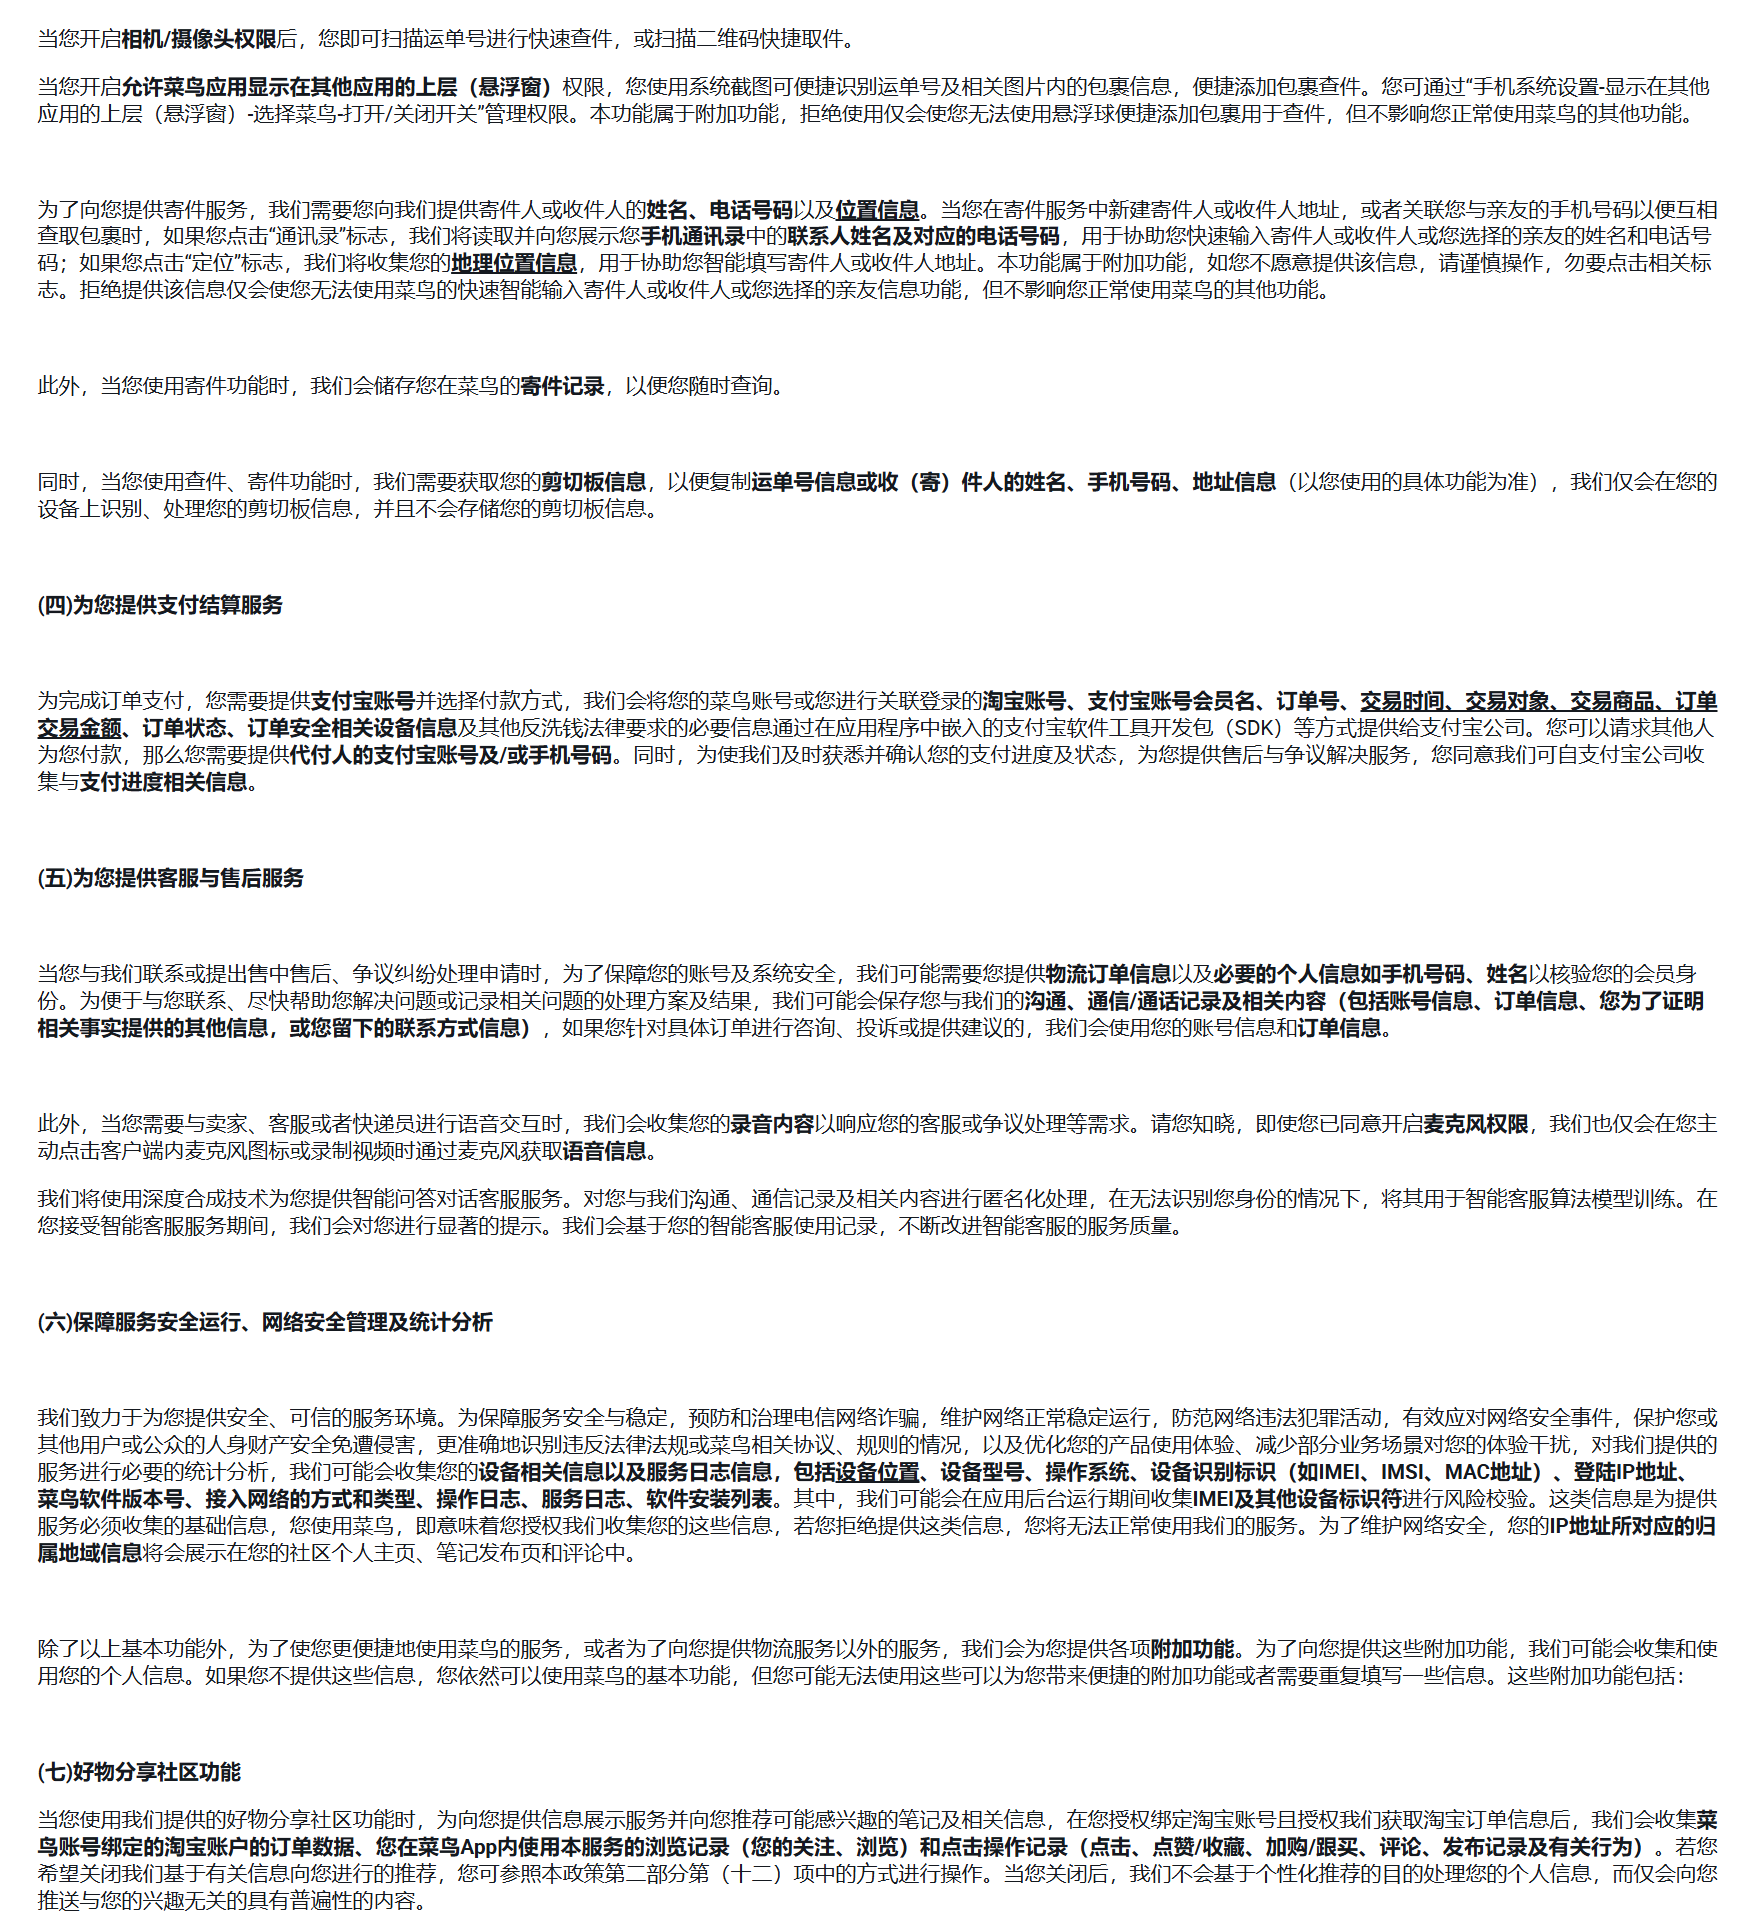 当您开启相机/摄像头权限后，您即可扫描运单号进行快速查件，或扫描二维码快捷取件。
当您开启允许菜鸟应用显示在其他应用的上层（悬浮窗）权限，您使用系统截图可便捷识别运单号及相关图片内的包裹信息，便捷添加包裹查件。您可通过“手机系统设置-显示在其他
应用的上层（悬浮窗）-选择菜鸟-打开/关闭开关”管理权限。本功能属于附加功能，拒绝使用仅会使您无法使用悬浮球便捷添加包裹用于查件，但不影响您正常使用菜鸟的其他功能。
为了向您提供寄件服务，我们需要您向我们提供寄件人或收件人的姓名、电话号码以及位置信息。当您在寄件服务中新建寄件人或收件人地址，或者关联您与亲友的手机号码以便互相
查取包裹时，如果您点击“通讯录”标志，我们将读取并向您展示您手机通讯录中的联系人姓名及对应的电话号码，用于协助您快速输入寄件人或收件人或您选择的亲友的姓名和电话号
码；如果您点击“定位”标志，我们将收集您的地理位置信息，用于协助您智能填写寄件人或收件人地址。本功能属于附加功能，如您不愿意提供该信息，请谨慎操作，勿要点击相关标
志。拒绝提供该信息仅会使您无法使用菜鸟的快速智能输入寄件人或收件人或您选择的亲友信息功能，但不影响您正常使用菜鸟的其他功能。
此外，当您使用寄件功能时，我们会储存您在菜鸟的寄件记录，以便您随时查询。
同时，当您使用查件、寄件功能时，我们需要获取您的剪切板信息，以便复制运单号信息或收（寄）件人的姓名、手机号码、地址信息（以您使用的具体功能为准），我们仅会在您的
设备上识别、处理您的剪切板信息，并且不会存储您的剪切板信息。
(四)为您提供支付结算服务
为完成订单支付，您需要提供支付宝账号并选择付款方式，我们会将您的菜鸟账号或您进行关联登录的淘宝账号、支付宝账号会员名、订单号、交易时间、交易对象、交易商品、订单
交易金额、订单状态、订单安全相关设备信息及其他反洗钱法律要求的必要信息通过在应用程序中嵌入的支付宝软件工具开发包（SDK）等方式提供给支付宝公司。您可以请求其他人
为您付款，那么您需要提供代付人的支付宝账号及/或手机号码。同时，为使我们及时获悉并确认您的支付进度及状态，为您提供售后与争议解决服务，您同意我们可自支付宝公司收
集与支付进度相关信息。
(五)为您提供客服与售后服务
当您与我们联系或提出售中售后、争议纠纷处理申请时，为了保障您的账号及系统安全，我们可能需要您提供物流订单信息以及必要的个人信息如手机号码、姓名以核验您的会员身
份。为便于与您联系、尽快帮助您解决问题或记录相关问题的处理方案及结果，我们可能会保存您与我们的沟通、通信/通话记录及相关内容（包括账号信息、订单信息、您为了证明
相关事实提供的其他信息，或您留下的联系方式信息），如果您针对具体订单进行咨询、投诉或提供建议的，我们会使用您的账号信息和订单信息。
此外，当您需要与卖家、客服或者快递员进行语音交互时，我们会收集您的录音内容以响应您的客服或争议处理等需求。请您知晓，即使您已同意开启麦克风权限，我们也仅会在您主
动点击客户端内麦克风图标或录制视频时通过麦克风获取语音信息。
我们将使用深度合成技术为您提供智能问答对话客服服务。对您与我们沟通、通信记录及相关内容进行匿名化处理，在无法识别您身份的情况下，将其用于智能客服算法模型训练。在
您接受智能客服服务期间，我们会对您进行显著的提示。我们会基于您的智能客服使用记录，不断改进智能客服的服务质量。
(六)保障服务安全运行、网络安全管理及统计分析
我们致力于为您提供安全、可信的服务环境。为保障服务安全与稳定，预防和治理电信网络诈骗，维护网络正常稳定运行，防范网络违法犯罪活动，有效应对网络安全事件，保护您或
其他用户或公众的人身财产安全免遭侵害，更准确地识别违反法律法规或菜鸟相关协议、规则的情况，以及优化您的产品使用体验、减少部分业务场景对您的体验干扰，对我们提供的
服务进行必要的统计分析，我们可能会收集您的设备相关信息以及服务日志信息，包括设备位置、设备型号、操作系统、设备识别标识（如IMEI、IMSI、MAC地址）、登陆IP地址、
菜鸟软件版本号、接入网络的方式和类型、操作日志、服务日志、软件安装列表。其中，我们可能会在应用后台运行期间收集IMEI及其他设备标识符进行风险校验。这类信息是为提供
服务必须收集的基础信息，您使用菜鸟，即意味着您授权我们收集您的这些信息，若您拒绝提供这类信息，您将无法正常使用我们的服务。为了维护网络安全，您的IP地址所对应的归
属地域信息将会展示在您的社区个人主页、笔记发布页和评论中。
除了以上基本功能外，为了使您更便捷地使用菜鸟的服务，或者为了向您提供物流服务以外的服务，我们会为您提供各项附加功能。为了向您提供这些附加功能，我们可能会收集和使
用您的个人信息。如果您不提供这些信息，您依然可以使用菜鸟的基本功能，但您可能无法使用这些可以为您带来便捷的附加功能或者需要重复填写一些信息。这些附加功能包括：
(七)好物分享社区功能
当您使用我们提供的好物分享社区功能时，为向您提供信息展示服务并向您推荐可能感兴趣的笔记及相关信息，在您授权绑定淘宝账号且授权我们获取淘宝订单信息后，我们会收集菜
鸟账号绑定的淘宝账户的订单数据、您在菜鸟App内使用本服务的浏览记录（您的关注、浏览）和点击操作记录（点击、点赞/收藏、加购/跟买、评论、发布记录及有关行为）。若您
希望关闭我们基于有关信息向您进行的推荐，您可参照本政策第二部分第（十二）项中的方式进行操作。当您关闭后，我们不会基于个性化推荐的目的处理您的个人信息，而仅会向您
推送与您的兴趣无关的具有普遍性的内容。